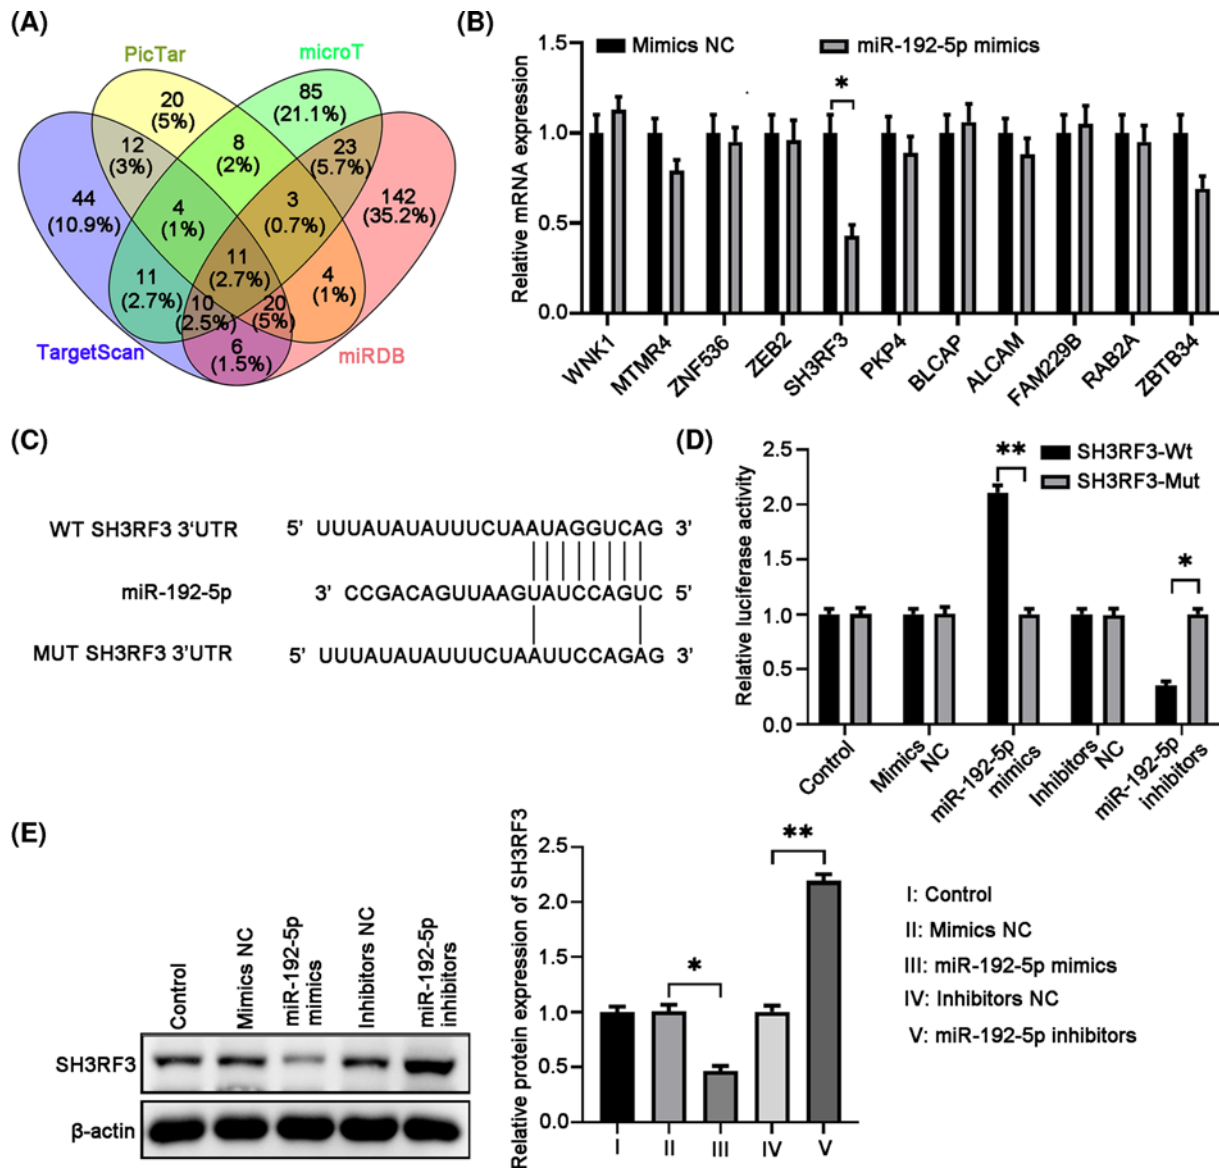 (A)
PicTar
microT
TargetScan
miRDB
20
(5%)
85
(21.1%)
12
(3%)
8
(2%)
23
(5.7%)
44
(10.9%)
4
(1%)
3
(0.7%)
142
(35.2%)
11
(2.7%)
11
(2.7%)
4
(1%)
10
(2.5%)
20
(5%)
6
(1.5%)
(B)
Mimics NC
miR-192-5p mimics
Relative mRNA expression
1.5
1.0
0.5
0.0
*
WNK1
MTMR4
ZNF536
ZEB2
SH3RF3
PKP4
BLCAP
ALCAM
FAM229B
RAB2A
ZBTB34
(C)
WT SH3RF3 3'UTR 5' UUUAUAUAUUUCUAAUAGGUCAG 3'
miR-192-5p 3' CCGACAGUUAAGUAUCCAGUC 5'
MUT SH3RF3 3'UTR 5' UUUAUAUAUUUCUAAUUCCAGAG 3'
(D)
SH3RF3-Wt
SH3RF3-Mut
Relative luciferase activity
2.5
2.0
1.5
1.0
0.5
0.0
**
*
Control
Mimics
NC
miR-192-5p
mimics
Inhibitors
NC
miR-192-5p
inhibitors
(E)
Control
Mimics NC
miR-192-5p
mimics
Inhibitors NC
miR-192-5p
inhibitors
SH3RF3
β-actin
Relative protein expression of SH3RF3
2.5
2.0
1.5
1.0
0.5
0.0
*
**
I
II
III
IV
V
I: Control
II: Mimics NC
III: miR-192-5p mimics
IV: Inhibitors NC
V: miR-192-5p inhibitors